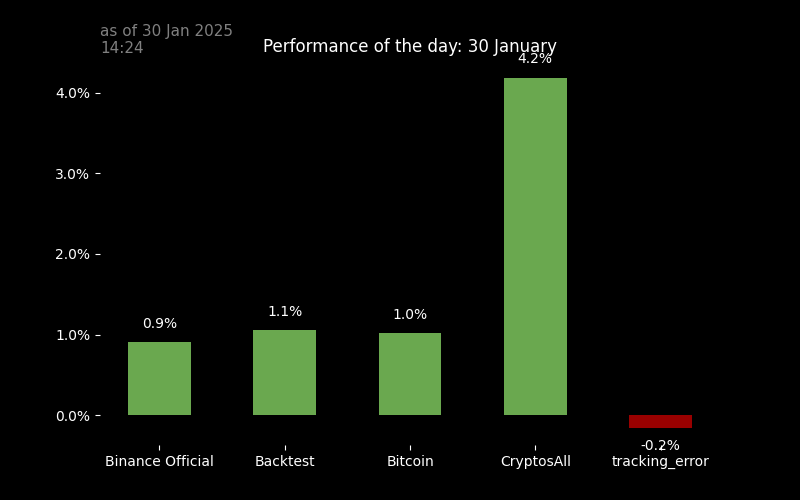 as of 30 Jan 2025
14:24
Performance of the day: 30 January
4.2%
4.0%
3.0%
2.0%
1.1%
1.0%
0.9%
1.0%
0.0%
-0.2%
Binance Official
Backtest
Bitcoin
CryptosAll
tracking_error